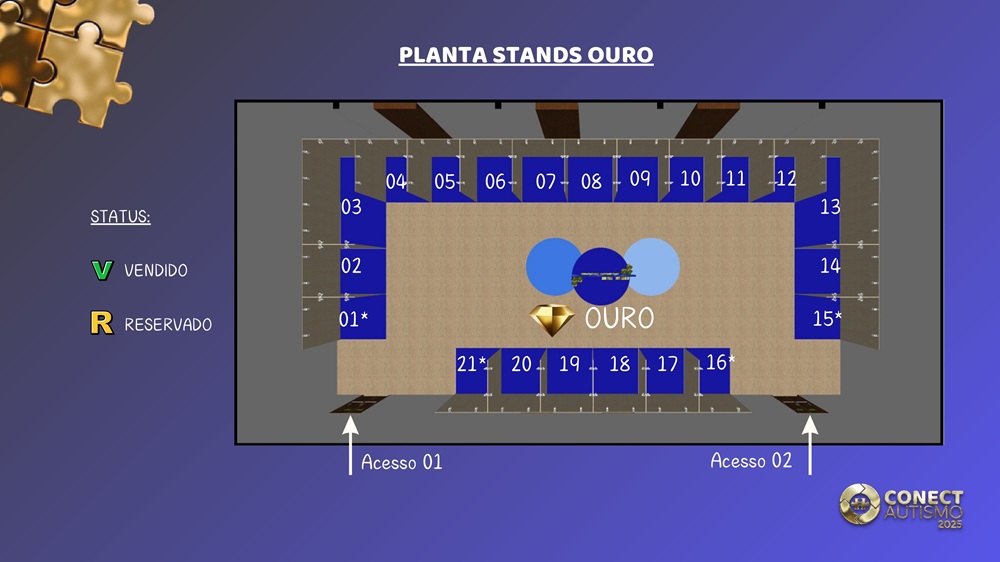 PLANTA STANDS OURO
STATUS:
V VENDIDO
R RESERVADO
03
04
05
06
07
08
09
10
11
12
13
02
14
01*
15*
OURO
21*
20
19
18
17
16*
Acesso 01
Acesso 02
CONECT
AUTISMO
2025